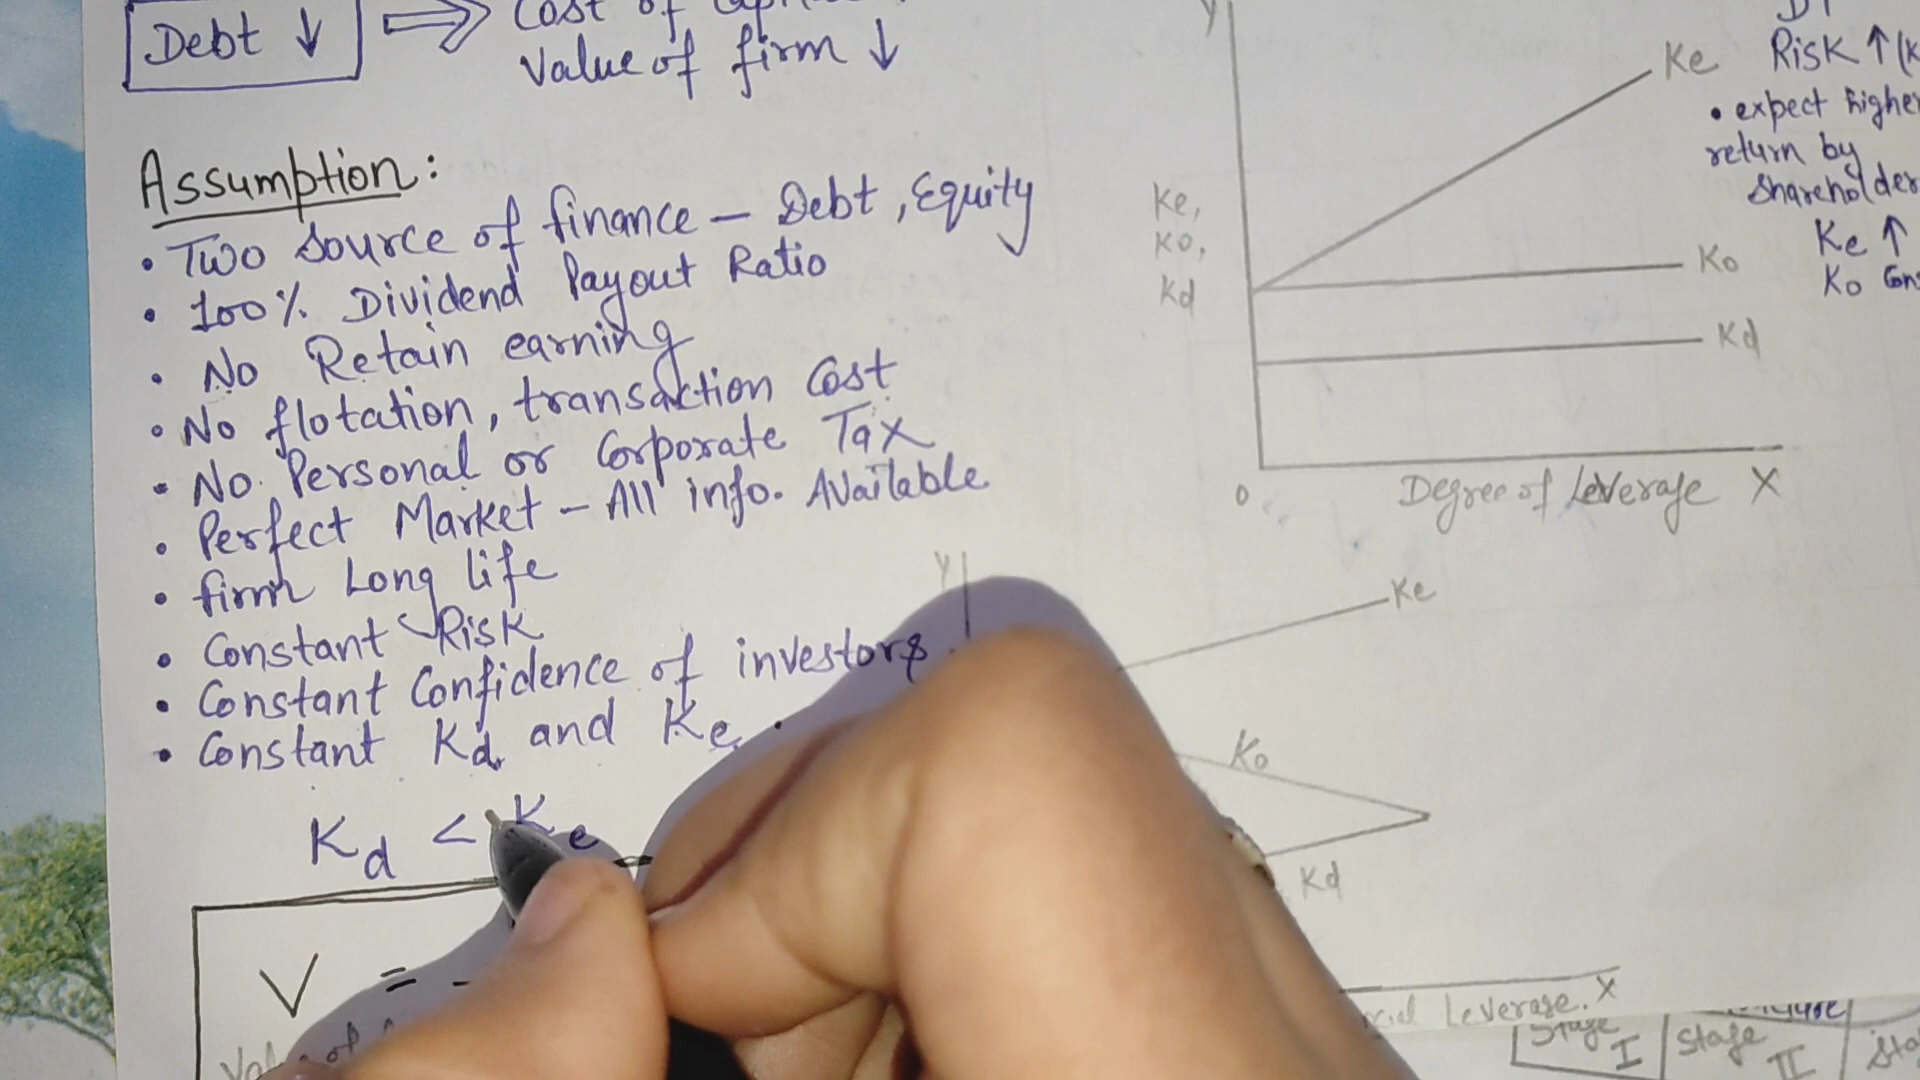 Debt ↓ ⇒ Cost of
Value of firm ↓
Assumption:
• Two Source of finance – Debt, Equity
• 100% Dividend Payout Ratio
• No Retain earning
• No flotation, transaction Cost
• No. Personal or Corporate Tax
• Perfect Market – All info. Available
• firm Long life
• Constant Risk
• Constant Confidence of investors
• Constant Kd and Ke
Kd < Ke
V =
of
Y
Ke
Risk ↑
• expect higher
return by
Shareholder
Ke ↑
Ko
Ke,
Ko,
Kd
Ko
Kd
0
Degree of Leverage X
Y
Ke
Ko
Kd
Leverage. X
Stage
I
Stage
II